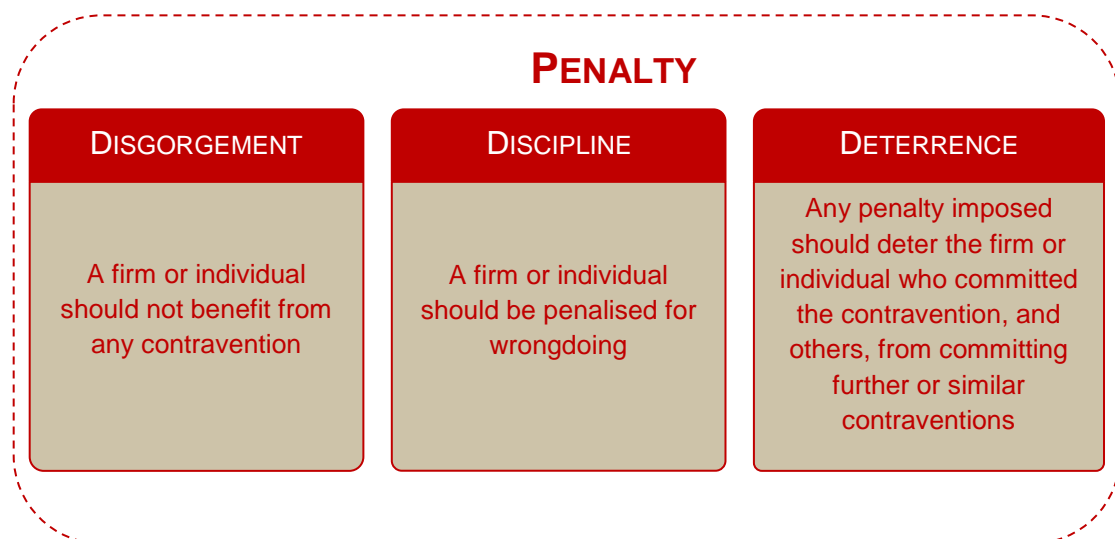 PENALTY
DISGORGEMENT
A firm or individual
should not benefit from
any contravention
DISCIPLINE
A firm or individual
should be penalised for
wrongdoing
DETERRENCE
Any penalty imposed
should deter the firm or
individual who committed
the contravention, and
others, from committing
further or similar
contraventions